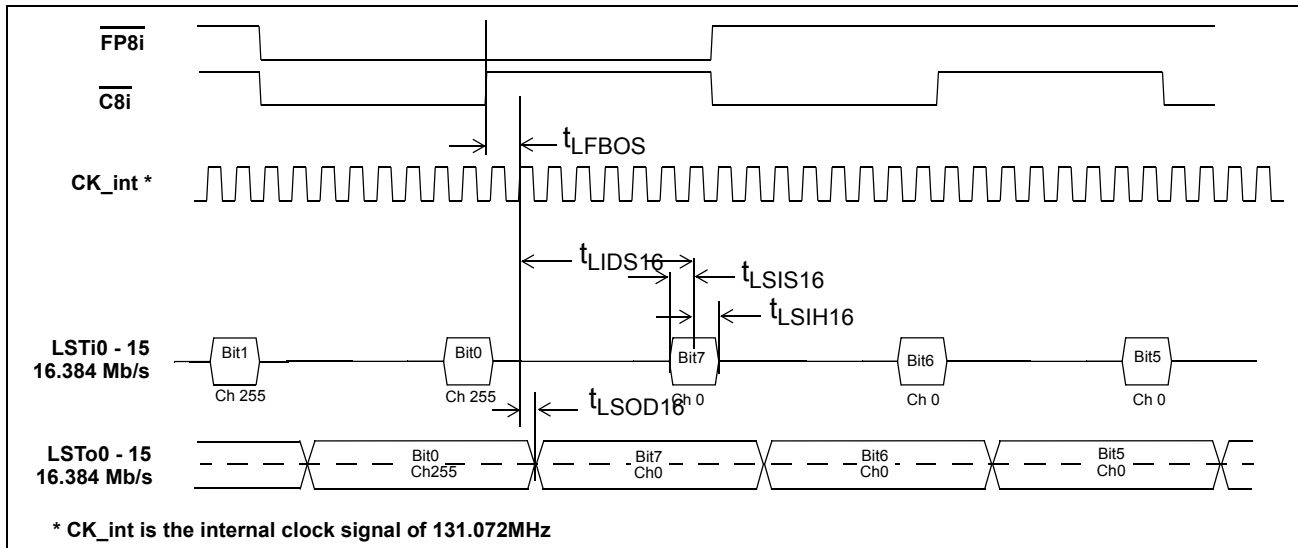 FP8i
C8i
tLFBOS
CK_int *
tLIDS16
tLSIS16
tLSIH16
LSTi0 - 15
16.384 Mb/s
Bit1
Bit0
Bit7
Bit6
Bit5
Ch 255
Ch 255
Ch 0
Ch 0
Ch 0
tLSOD16
LSTo0 - 15
16.384 Mb/s
Bit0
Ch255
Bit7
Ch0
Bit6
Ch0
Bit5
Ch0
* CK_int is the internal clock signal of 131.072MHz